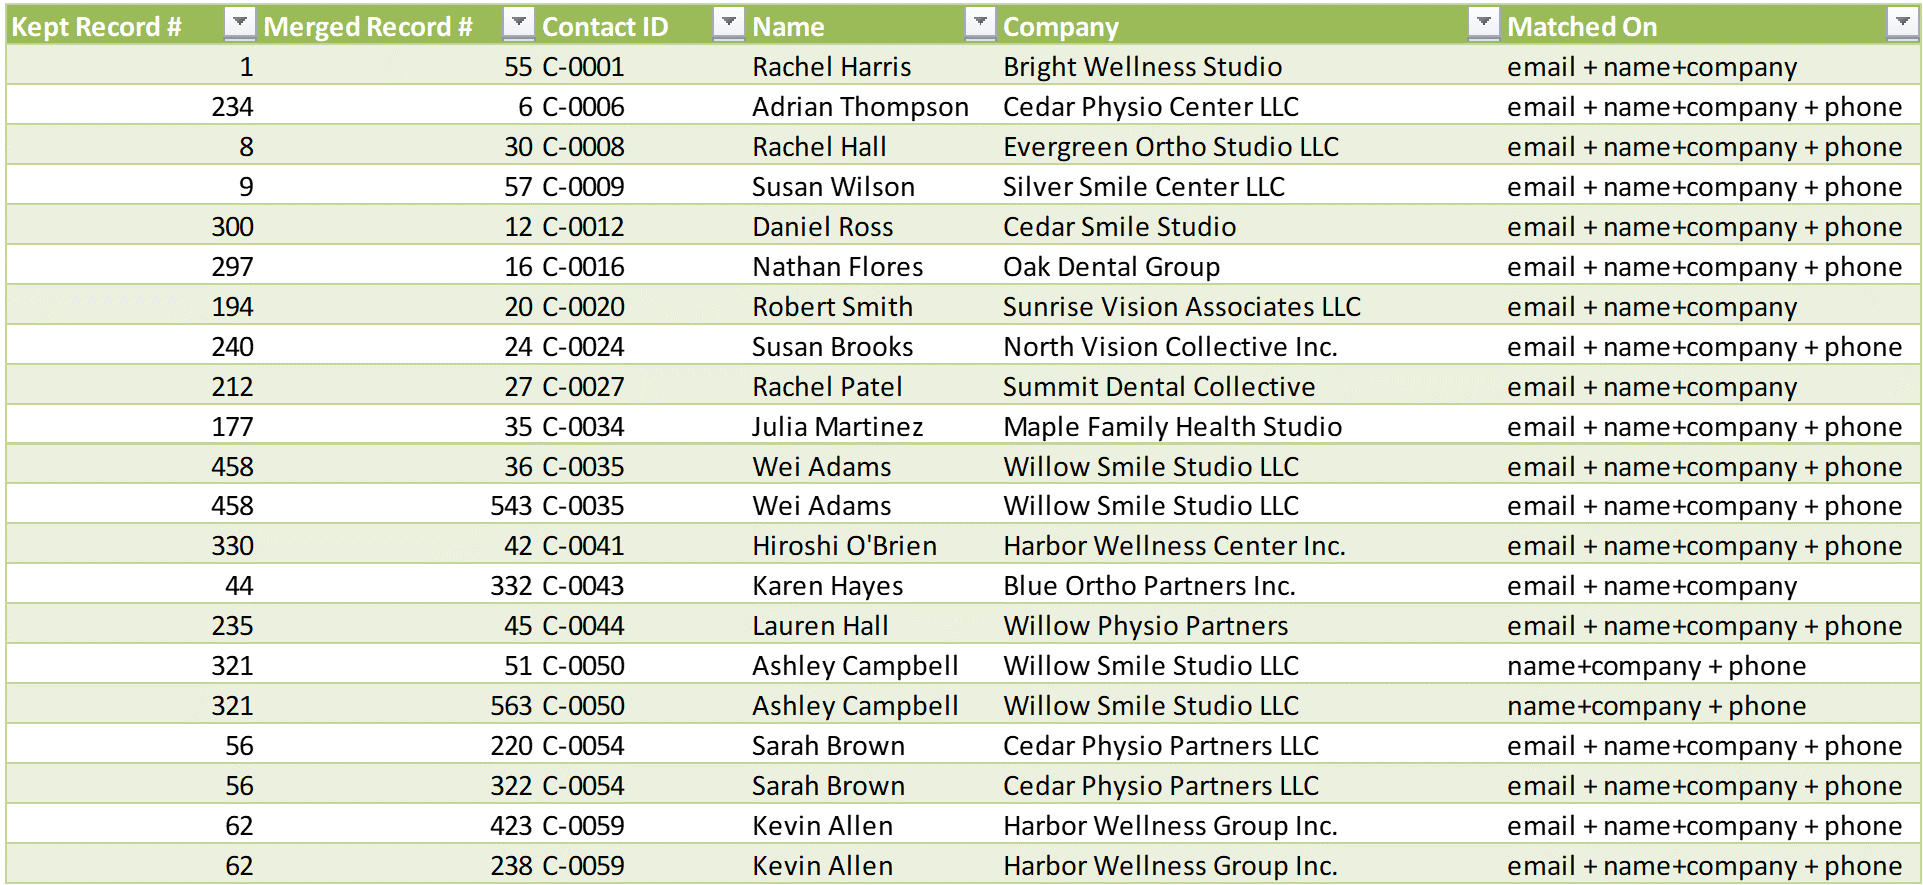 Kept Record # Merged Record # Contact ID Name Company Matched On
1 55 C-0001 Rachel Harris Bright Wellness Studio email + name+company
234 6 C-0006 Adrian Thompson Cedar Physio Center LLC email + name+company + phone
8 30 C-0008 Rachel Hall Evergreen Ortho Studio LLC email + name+company + phone
9 57 C-0009 Susan Wilson Silver Smile Center LLC email + name+company + phone
300 12 C-0012 Daniel Ross Cedar Smile Studio email + name+company + phone
297 16 C-0016 Nathan Flores Oak Dental Group email + name+company + phone
194 20 C-0020 Robert Smith Sunrise Vision Associates LLC email + name+company
240 24 C-0024 Susan Brooks North Vision Collective Inc. email + name+company + phone
212 27 C-0027 Rachel Patel Summit Dental Collective email + name+company
177 35 C-0034 Julia Martinez Maple Family Health Studio email + name+company + phone
458 36 C-0035 Wei Adams Willow Smile Studio LLC email + name+company + phone
458 543 C-0035 Wei Adams Willow Smile Studio LLC email + name+company + phone
330 42 C-0041 Hiroshi O'Brien Harbor Wellness Center Inc. email + name+company + phone
44 332 C-0043 Karen Hayes Blue Ortho Partners Inc. email + name+company
235 45 C-0044 Lauren Hall Willow Physio Partners email + name+company + phone
321 51 C-0050 Ashley Campbell Willow Smile Studio LLC name+company + phone
321 563 C-0050 Ashley Campbell Willow Smile Studio LLC name+company + phone
56 220 C-0054 Sarah Brown Cedar Physio Partners LLC email + name+company + phone
56 322 C-0054 Sarah Brown Cedar Physio Partners LLC email + name+company + phone
62 423 C-0059 Kevin Allen Harbor Wellness Group Inc. email + name+company + phone
62 238 C-0059 Kevin Allen Harbor Wellness Group Inc. email + name+company + phone